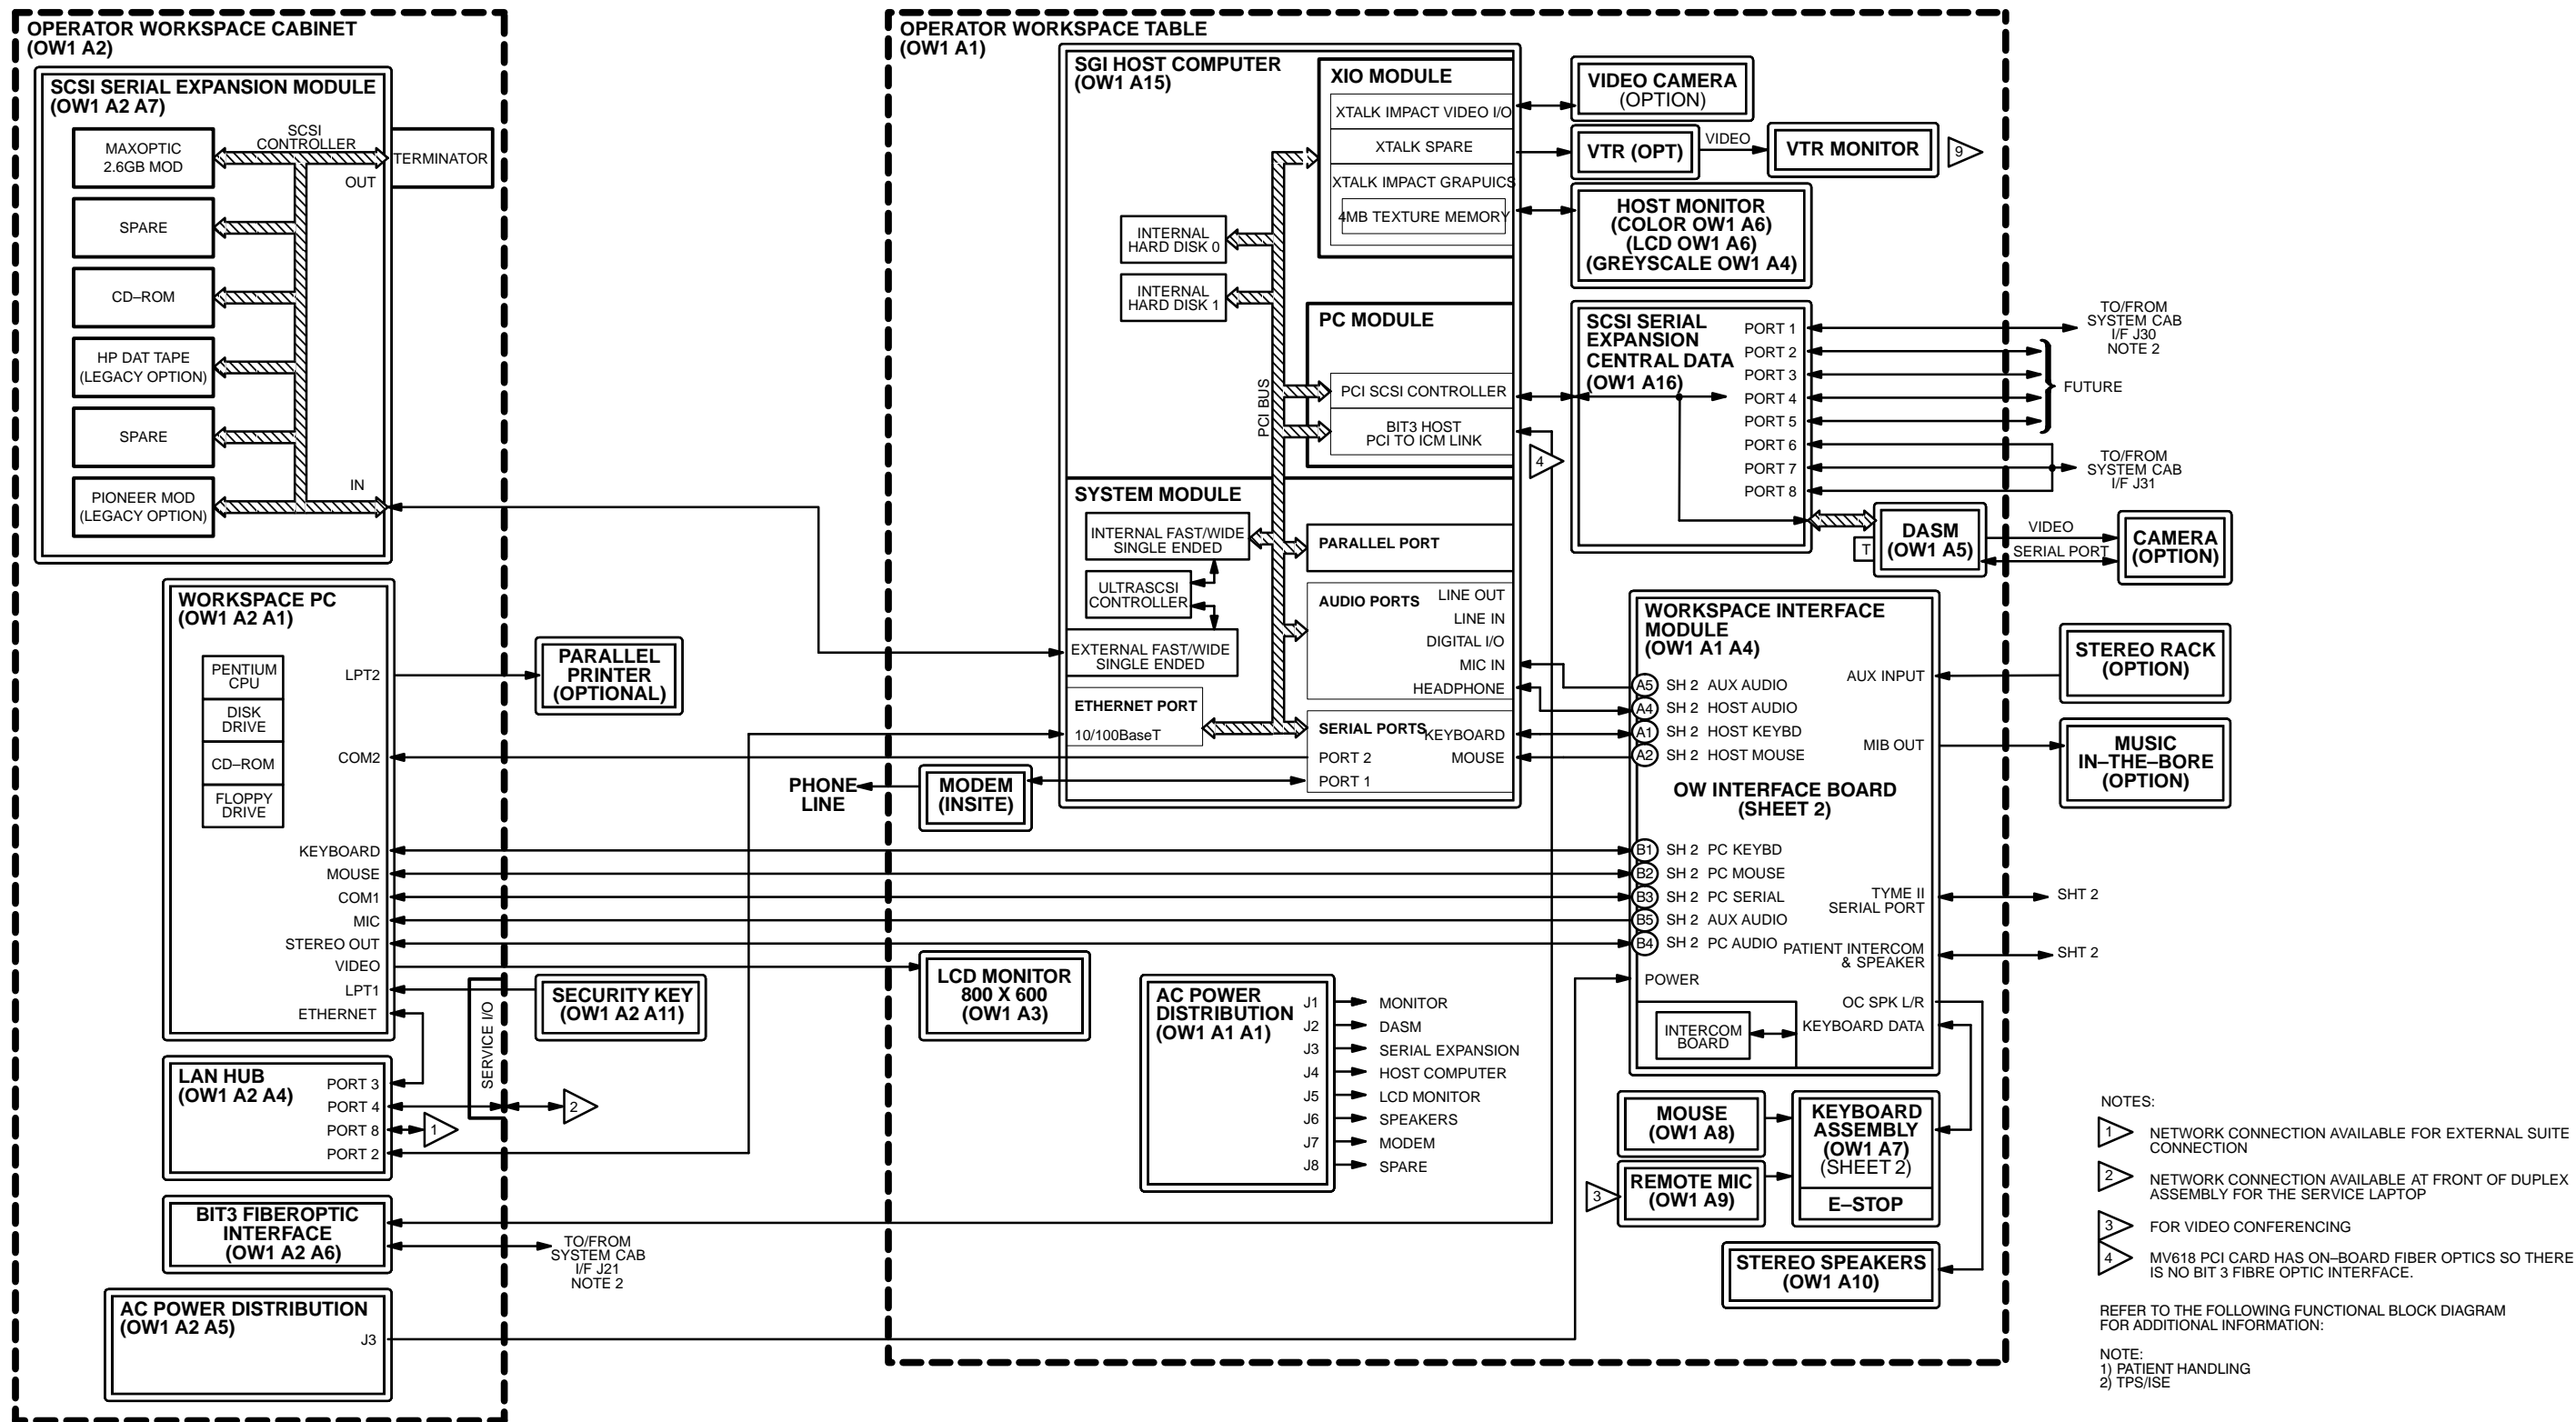 OPERATOR WORKSPACE CABINET
(OW1 A2)
SCSI SERIAL EXPANSION MODULE
(OW1 A2 A7)
MAXOPTIC
2.6GB MOD
SCSI
CONTROLLER
TERMINATOR
OUT
SPARE
CD–ROM
HP DAT TAPE
(LEGACY OPTION)
SPARE
PIONEER MOD
(LEGACY OPTION)
IN
WORKSPACE PC
(OW1 A2 A1)
PENTIUM
CPU
DISK
DRIVE
CD–ROM
FLOPPY
DRIVE
LPT2
COM2
KEYBOARD
MOUSE
COM1
MIC
STEREO OUT
VIDEO
LPT1
ETHERNET
PARALLEL
PRINTER
(OPTIONAL)
SERVICE I/O
SECURITY KEY
(OW1 A2 A11)
LAN HUB
(OW1 A2 A4)
PORT 3
PORT 4
PORT 8
PORT 2
1
2
BIT3 FIBEROPTIC
INTERFACE
(OW1 A2 A6)
TO/FROM
SYSTEM CAB
I/F J21
NOTE 2
AC POWER DISTRIBUTION
(OW1 A2 A5)
J3
OPERATOR WORKSPACE TABLE
(OW1 A1)
SGI HOST COMPUTER
(OW1 A15)
XIO MODULE
XTALK IMPACT VIDEO I/O
XTALK SPARE
XTALK IMPACT GRAPUICS
4MB TEXTURE MEMORY
INTERNAL
HARD DISK 0
INTERNAL
HARD DISK 1
PCI BUS
PC MODULE
PCI SCSI CONTROLLER
BIT3 HOST
PCI TO ICM LINK
4
SYSTEM MODULE
INTERNAL FAST/WIDE
SINGLE ENDED
ULTRASCSI
CONTROLLER
EXTERNAL FAST/WIDE
SINGLE ENDED
ETHERNET PORT
10/100BaseT
PARALLEL PORT
AUDIO PORTS
LINE OUT
LINE IN
DIGITAL I/O
MIC IN
HEADPHONE
SERIAL PORTS
KEYBOARD
PORT 2
MOUSE
PORT 1
PHONE
LINE
MODEM
(INSITE)
VIDEO CAMERA
(OPTION)
VTR (OPT)
VIDEO
VTR MONITOR
9
HOST MONITOR
(COLOR OW1 A6)
(LCD OW1 A6)
(GREYSCALE OW1 A4)
SCSI SERIAL
EXPANSION
CENTRAL DATA
(OW1 A16)
PORT 1
PORT 2
PORT 3
PORT 4
PORT 5
PORT 6
PORT 7
PORT 8
TO/FROM
SYSTEM CAB
I/F J30
NOTE 2
FUTURE
TO/FROM
SYSTEM CAB
I/F J31
T
DASM
(OW1 A5)
VIDEO
SERIAL PORT
CAMERA
(OPTION)
WORKSPACE INTERFACE
MODULE
(OW1 A1 A4)
A5 SH 2 AUX AUDIO
A4 SH 2 HOST AUDIO
A1 SH 2 HOST KEYBD
A2 SH 2 HOST MOUSE
AUX INPUT
MIB OUT
OW INTERFACE BOARD
(SHEET 2)
B1 SH 2 PC KEYBD
B2 SH 2 PC MOUSE
B3 SH 2 PC SERIAL
B5 SH 2 AUX AUDIO
B4 SH 2 PC AUDIO
TYME II
SERIAL PORT
SHT 2
PATIENT INTERCOM
& SPEAKER
SHT 2
POWER
OC SPK L/R
KEYBOARD DATA
INTERCOM
BOARD
STEREO RACK
(OPTION)
MUSIC
IN–THE–BORE
(OPTION)
LCD MONITOR
800 X 600
(OW1 A3)
AC POWER
DISTRIBUTION
(OW1 A1 A1)
J1 MONITOR
J2 DASM
J3 SERIAL EXPANSION
J4 HOST COMPUTER
J5 LCD MONITOR
J6 SPEAKERS
J7 MODEM
J8 SPARE
MOUSE
(OW1 A8)
3
REMOTE MIC
(OW1 A9)
KEYBOARD
ASSEMBLY
(OW1 A7)
(SHEET 2)
E–STOP
STEREO SPEAKERS
(OW1 A10)
NOTES:
1 NETWORK CONNECTION AVAILABLE FOR EXTERNAL SUITE
CONNECTION
2 NETWORK CONNECTION AVAILABLE AT FRONT OF DUPLEX
ASSEMBLY FOR THE SERVICE LAPTOP
3 FOR VIDEO CONFERENCING
4 MV618 PCI CARD HAS ON–BOARD FIBER OPTICS SO THERE
IS NO BIT 3 FIBRE OPTIC INTERFACE.
REFER TO THE FOLLOWING FUNCTIONAL BLOCK DIAGRAM
FOR ADDITIONAL INFORMATION:
NOTE:
1) PATIENT HANDLING
2) TPS/ISE